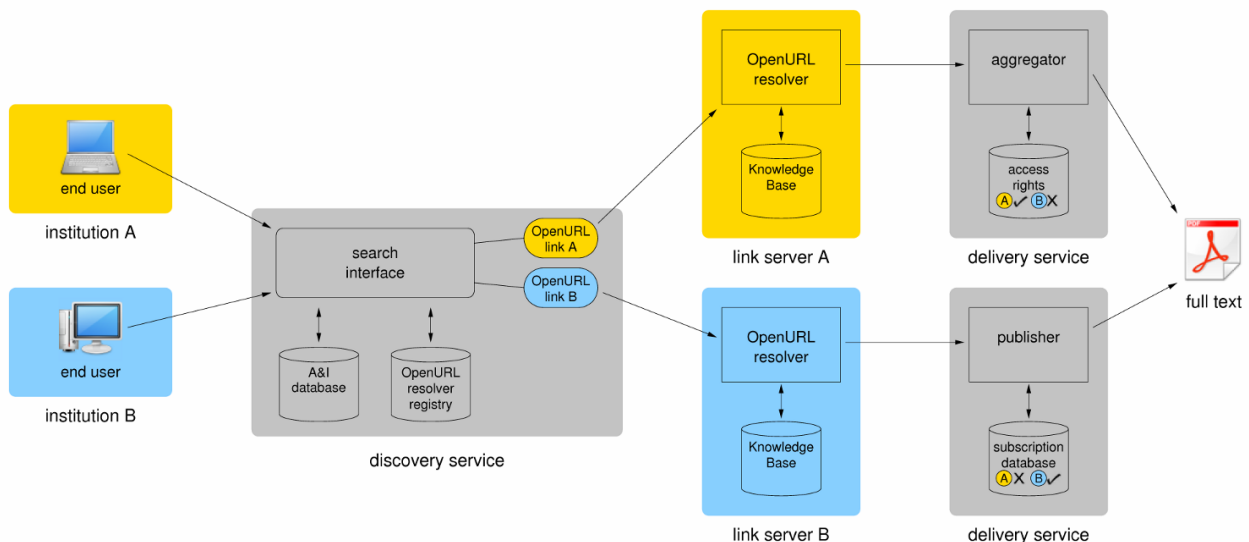 end user
institution A
end user
institution B
search
interface
OpenURL
link A
OpenURL
link B
A&I
database
OpenURL
resolver
registry
discovery service
OpenURL
resolver
Knowledge
Base
link server A
OpenURL
resolver
Knowledge
Base
link server B
aggregator
access
rights
A ✓ B X
delivery service
publisher
subscription
database
A X B ✓
delivery service
PDF
full text